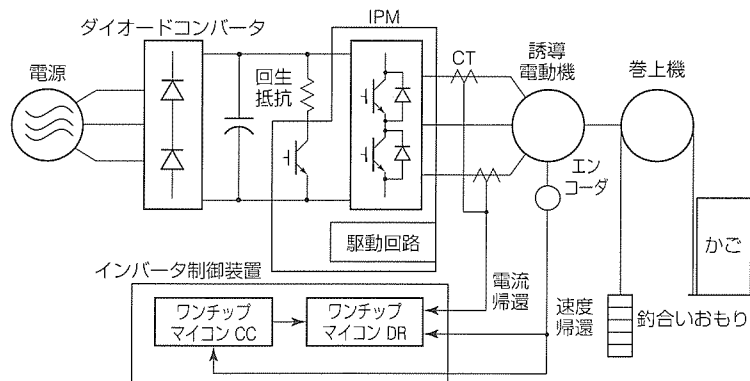 IPM
ダイオードコンバータ
電源
回生
抵抗
CT
誘導
電動機
巻上機
エン
コーダ
駆動回路
かご
インバータ制御装置
電流
帰還
ワンチップ
マイコン CC
ワンチップ
マイコン DR
速度
帰還
釣合いおもり